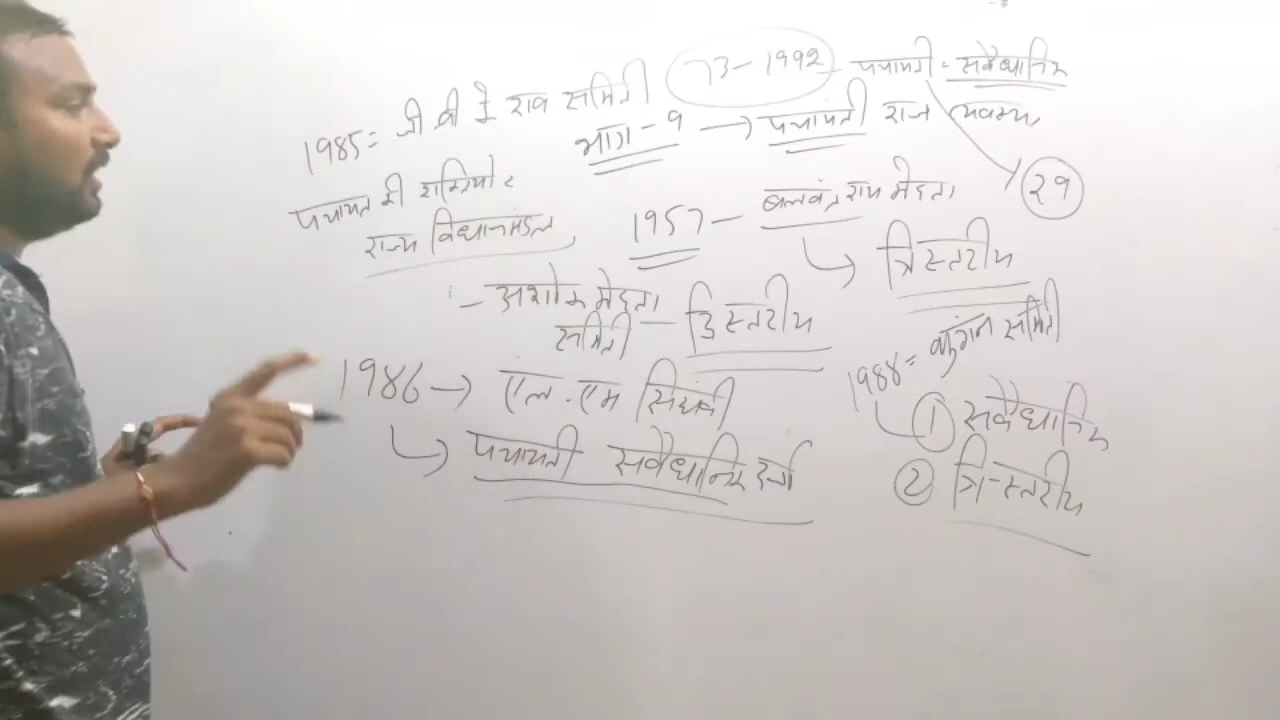 73-1992 - पंचायती = संवैधानिक
1985 = जी.वी.के राव समिति
भाग-9 → पंचायती राज व्यवस्था
29
पंचायत की शक्तियां
राज्य विधानमंडल
1957 - बलवंत राय मेहता
त्रिस्तरीय
- अशोक मेहता
समिति - द्विस्तरीय
1988 = थुंगन समिति
1986 → एल.एम सिंघवी
① संवैधानिक
पंचायती संवैधानिक दर्जा
② त्रि-स्तरीय